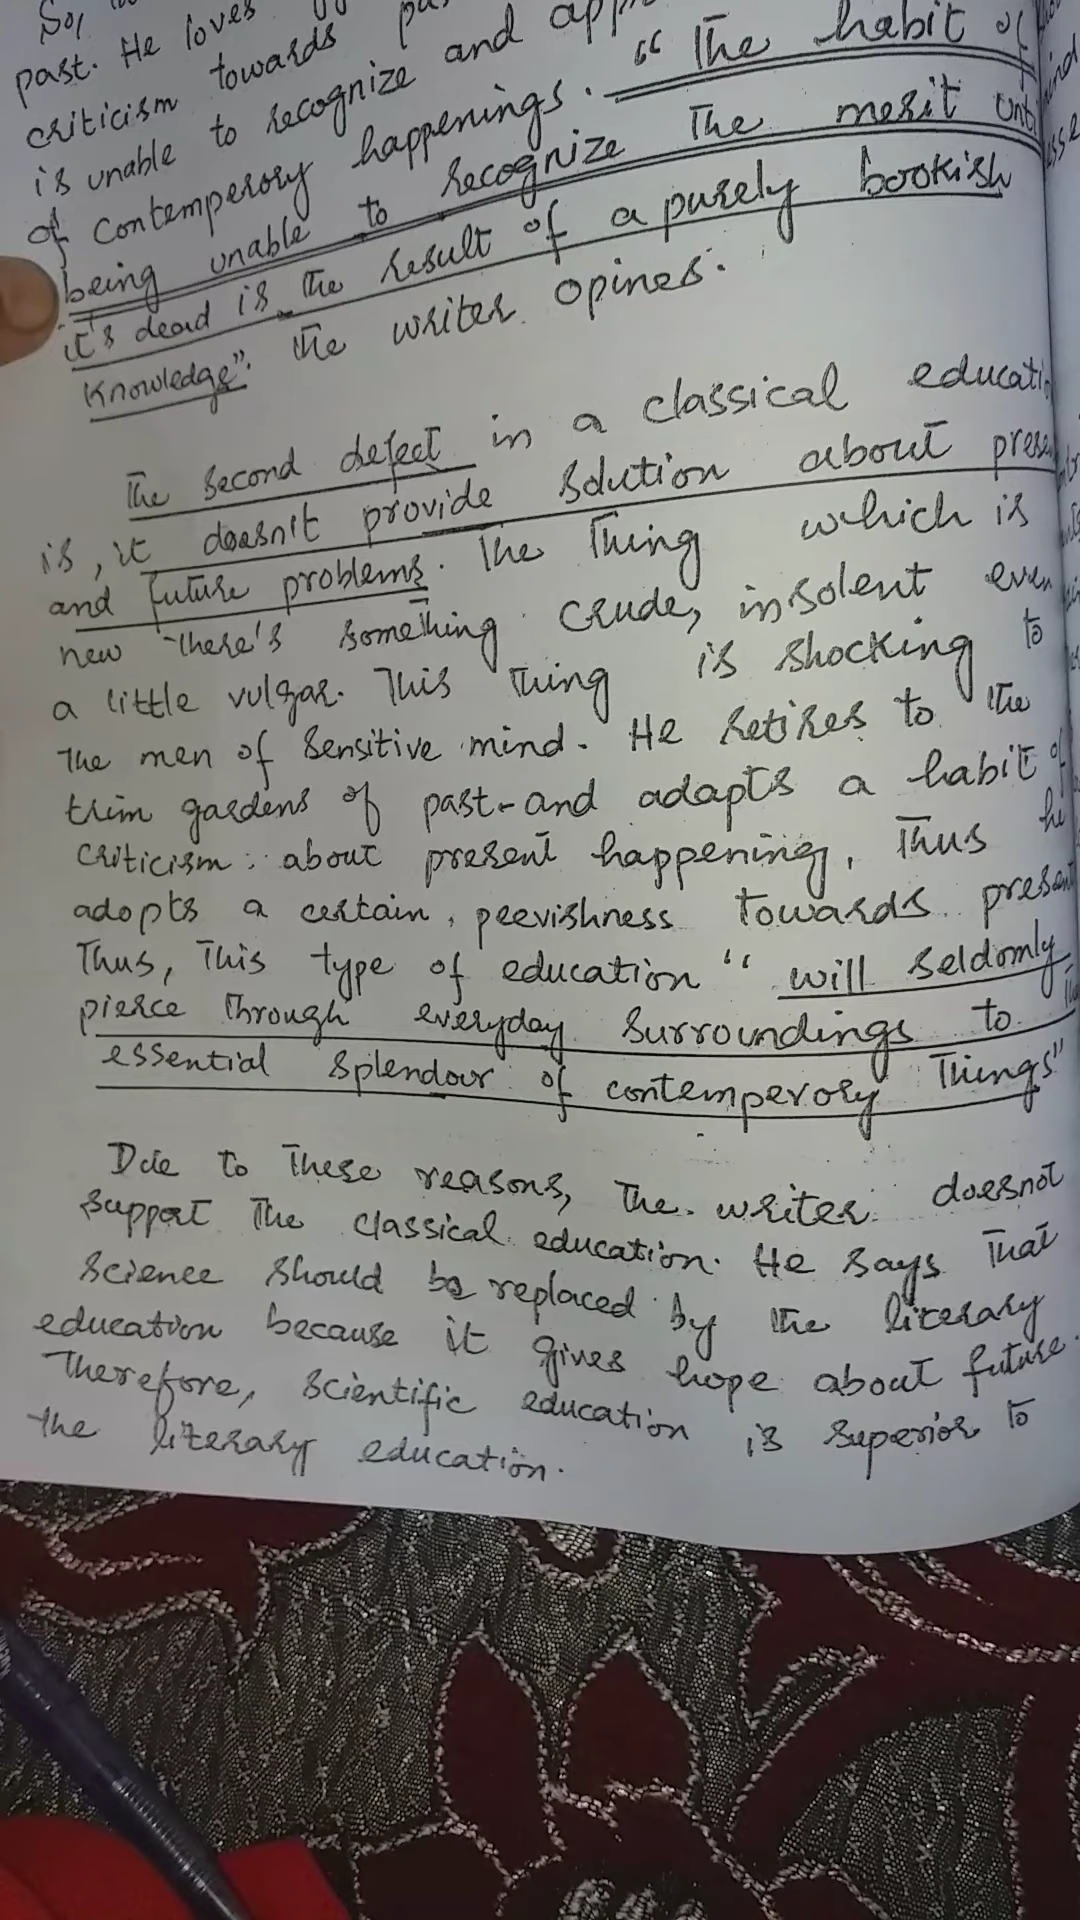 So,
past. He loves
criticism towards
is unable to recognize and
of contemperory happenings. "The habit of
being unable to recognize The merit unt
it's dead is The result of a purely bookish
Knowledge". The writer opines.
The second defect in a classical educati
is, it doesn't provide solution about prese
and future problems. The Thing which is
new There's something crude, insolent even
a little vulgar. This Thing is shocking to
The men of sensitive mind. He retires to The
trim gardens of past and adapts a habit of
criticism about present happening, Thus he
adopts a certain peevishness Towards present
Thus, This type of education "will seldomly
pierce Through everyday surroundings to
essential splendour of contemperory Things"
Due to These reasons, The writer doesnot
support The classical education. He says That
Science should be replaced by The literary
education because it gives hope about future.
Therefore, scientific education is superior to
The literary education.